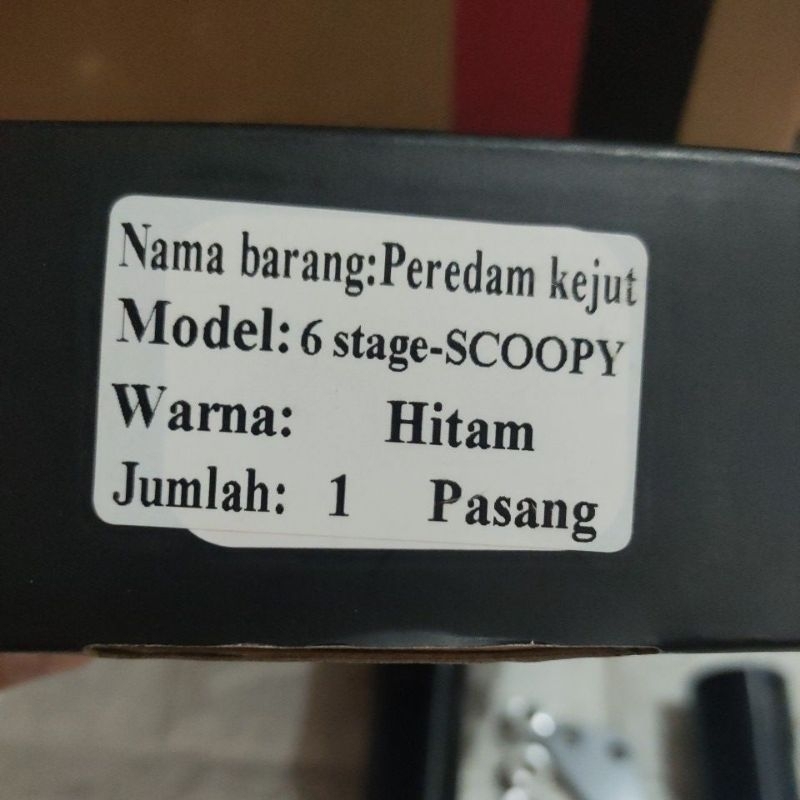 Nama barang:Peredam kejut
Model: 6 stage-SCOOPY
Warna: Hitam
Jumlah: 1 Pasang